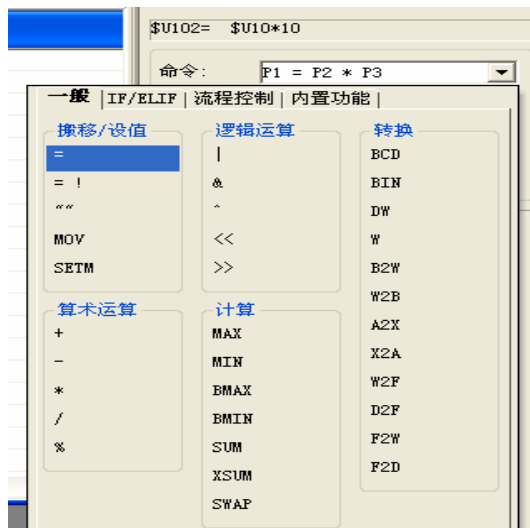 $U102= $U10*10
命令: P1 = P2 * P3
一般 IF/ELIF 流程控制 内置功能
搬移/设值
=
= !
""
MOV
SETM
算术运算
+
-
*
/
%
逻辑运算
|
&
^
<<
>>
计算
MAX
MIN
BMAX
BMIN
SUM
XSUM
SWAP
转换
BCD
BIN
DW
W
B2W
W2B
A2X
X2A
W2F
D2F
F2W
F2D